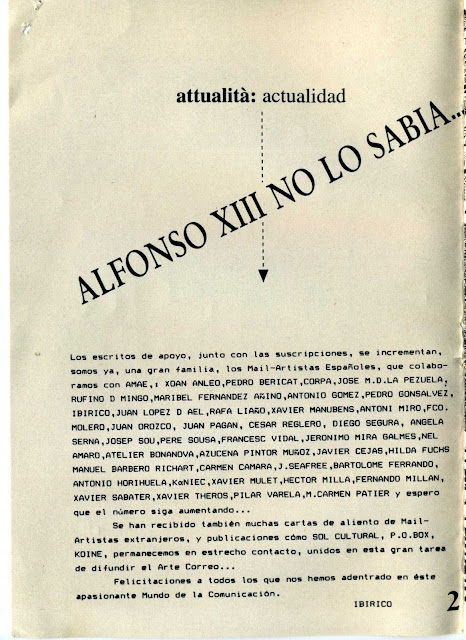 attualità: actualidad
ALFONSO XIII NO LO SABIA...
Los escritos de apoyo, junto con las suscripciones, se incrementan,
somos ya, una gran familia, los Mail-Artistas Españoles, que colabo-
ramos con AMAE,: XOAN ANLEO,PEDRO BERICAT,CORPA,JOSE M.D.LA PEZUELA,
RUFINO D MINGO,MARIBEL FERNANDEZ AÑINO,ANTONIO GOMEZ,PEDRO GONSALVEZ,
IBIRICO,JUAN LOPEZ D AEL,RAFA LIAÑO,XAVIER MANUBENS,ANTONI MIRO,FCO.
MOLERO,JUAN OROZCO, JUAN PAGAN, CESAR REGLERO, DIEGO SEGURA, ANGELA
SERNA,JOSEP SOU,PERE SOUSA,FRANCESC VIDAL,JERONIMO MIRA GALMES,NEL
AMARO,ATELIER BONANOVA,AZUCENA PINTOR MUÑOZ,JAVIER CEJAS,HILDA FUCHS
MANUEL BARBERO RICHART,CARMEN CAMARA,J.SEAFREE,BARTOLOME FERRANDO,
ANTONIO HORIHUELA,KoNIEC,XAVIER MULET,HECTOR MILLA,FERNANDO MILLAN,
XAVIER SABATER,XAVIER THEROS,PILAR VARELA,M.CARMEN PATIER y espero
que el número siga aumentando...
Se han recibido también muchas cartas de aliento de Mail-
Artistas extranjeros, y publicaciones cómo SOL CULTURAL, P.O.BOX,
KOINE, permanecemos en estrecho contacto, unidos en esta gran tarea
de difundir el Arte Correo...
Felicitaciones a todos los que nos hemos adentrado en éste
apasionante Mundo de la Comunicación.
IBIRICO
2